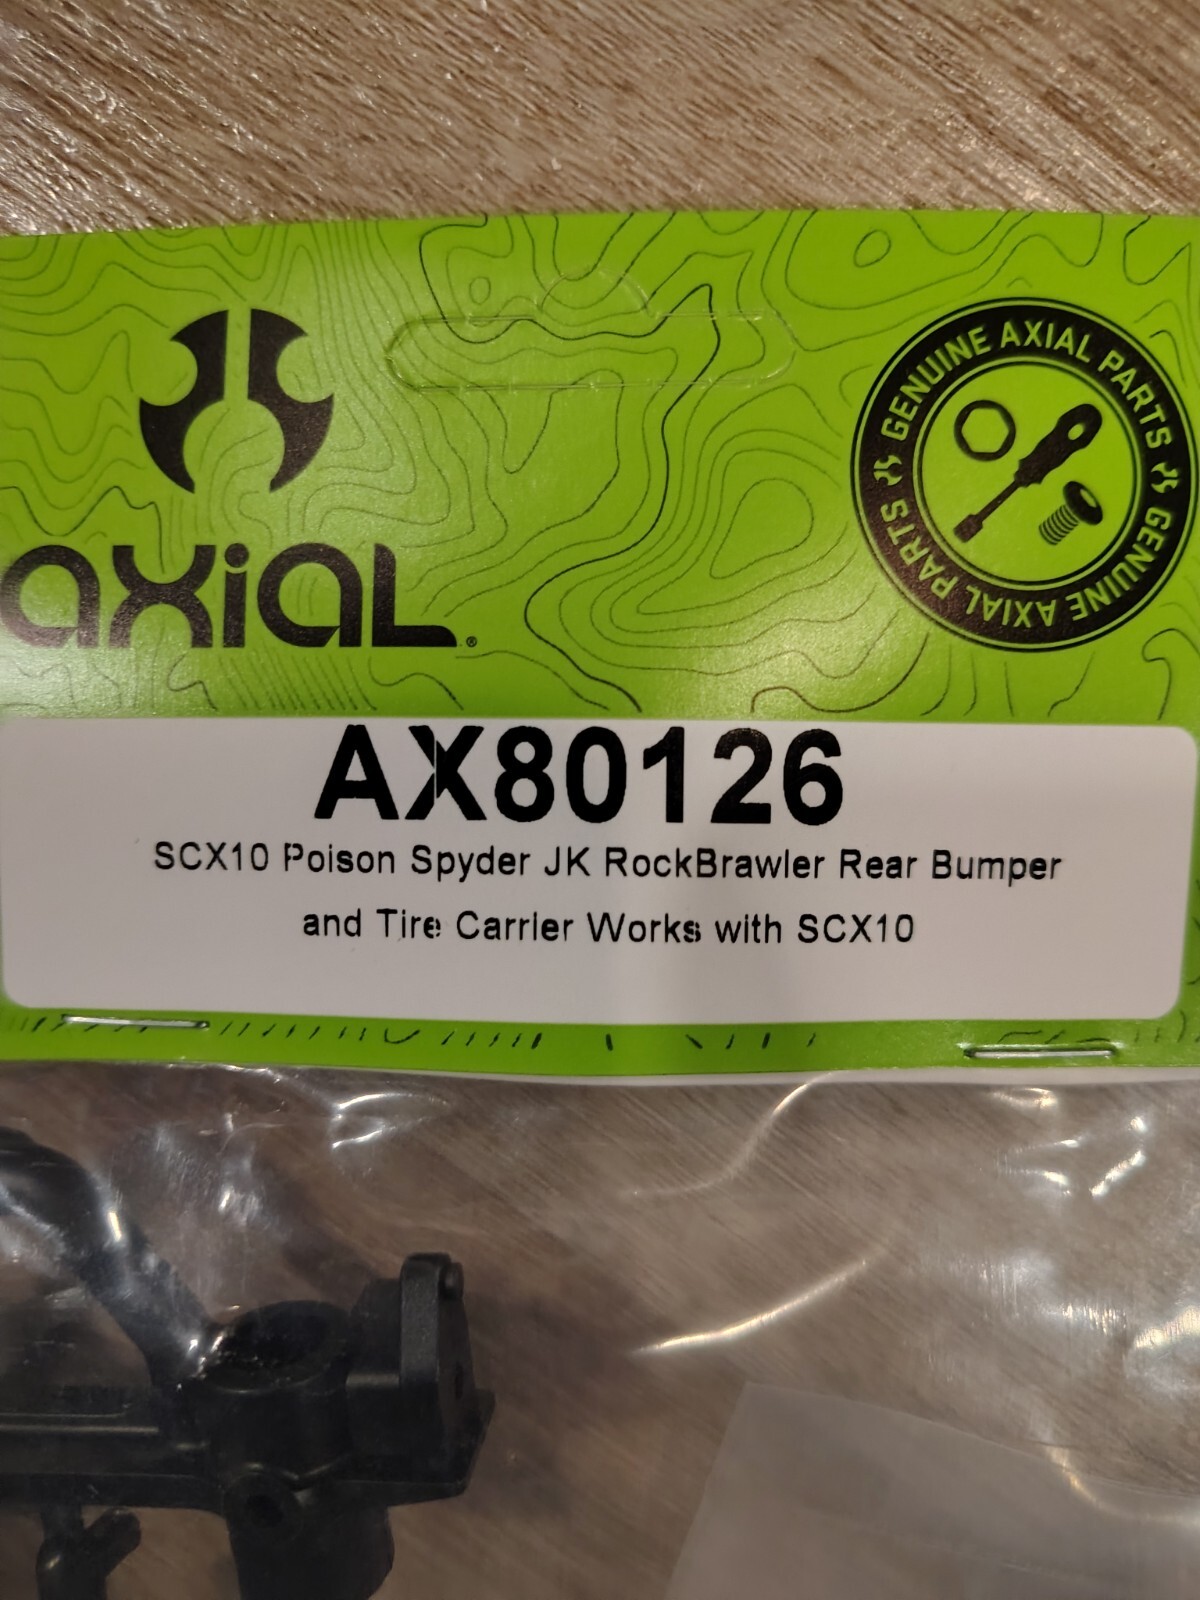 GENUINE AXIAL PARTS
GENUINE AXIAL PARTS
axial®
AX80126
SCX10 Poison Spyder JK RockBrawler Rear Bumper
and Tire Carrier Works with SCX10